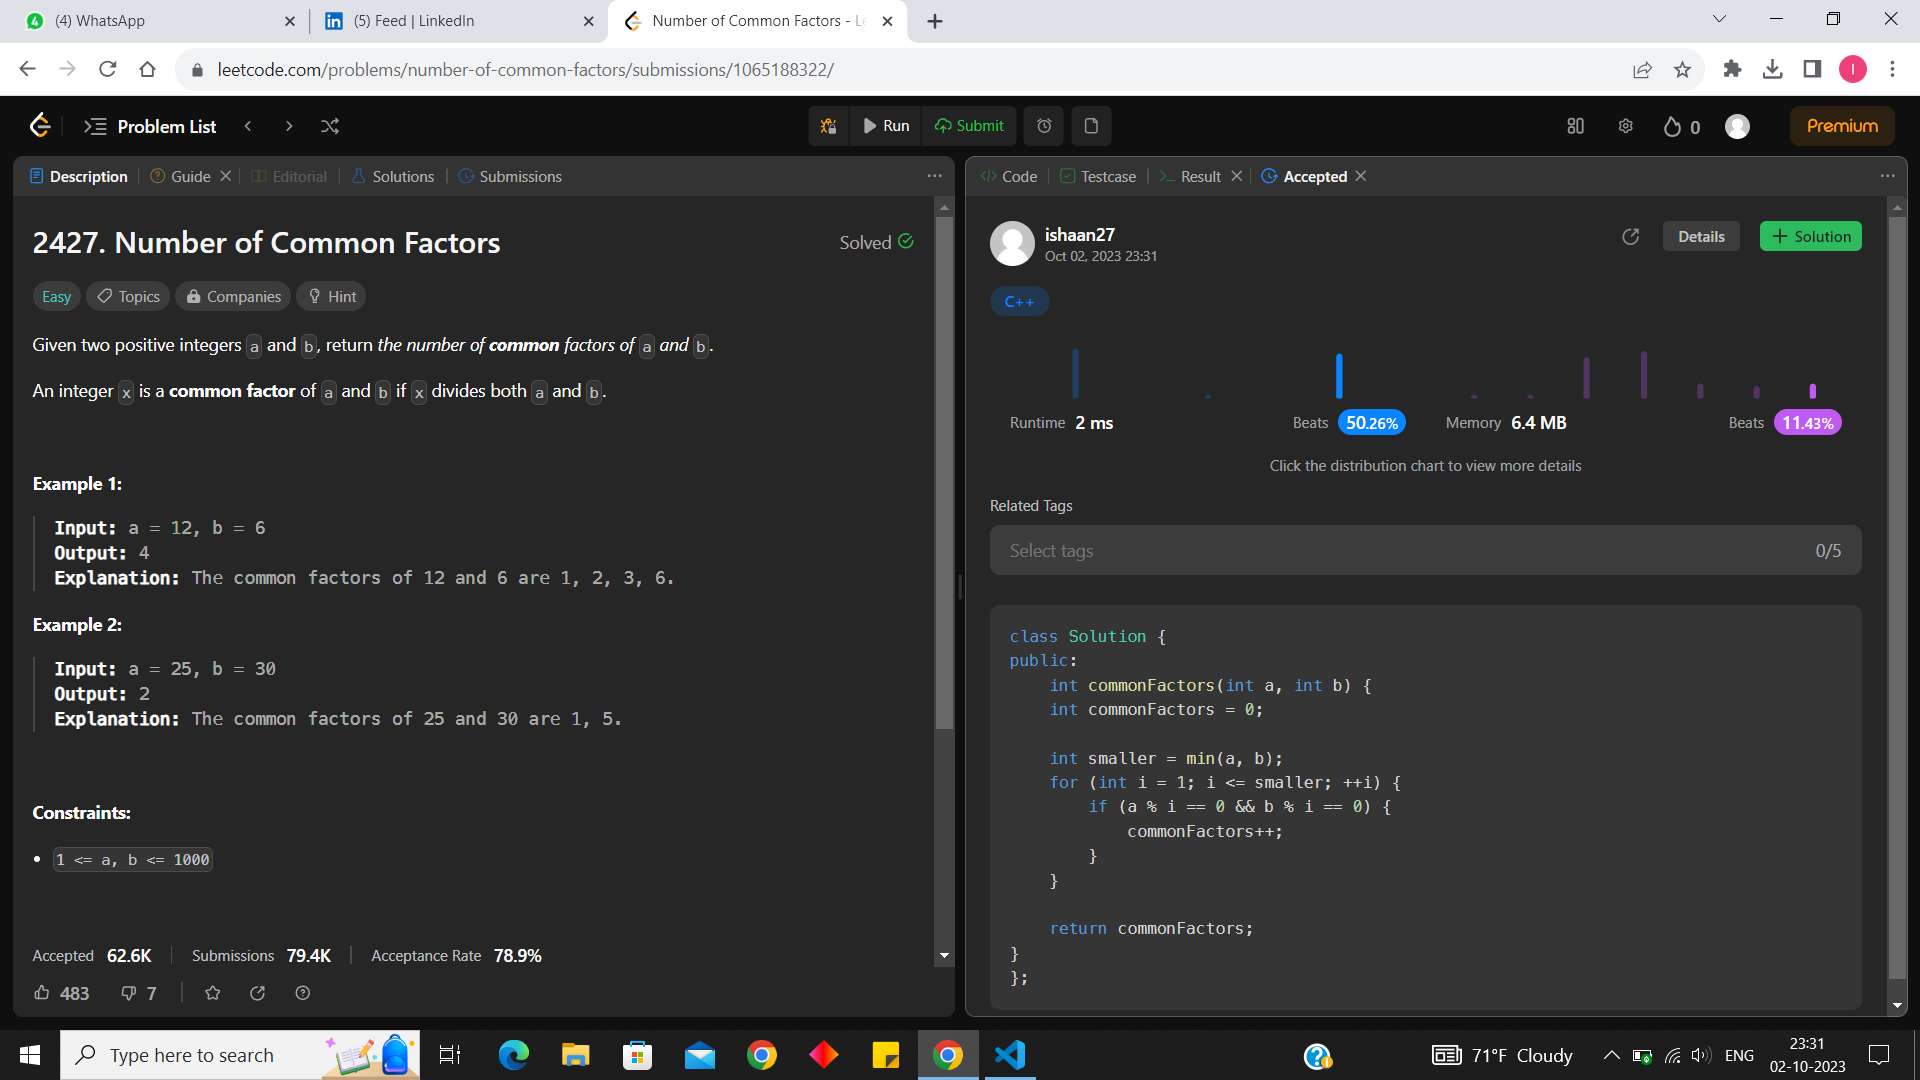 (4) WhatsApp
(5) Feed | LinkedIn
Number of Common Factors - Le
leetcode.com/problems/number-of-common-factors/submissions/1065188322/
I
Problem List
Run
Submit
0
Premium
Description
Guide
Editorial
Solutions
Submissions
2427. Number of Common Factors
Solved
Easy
Topics
Companies
Hint
Given two positive integers a and b, return the number of common factors of a and b.
An integer x is a common factor of a and b if x divides both a and b.
Example 1:
Input: a = 12, b = 6
Output: 4
Explanation: The common factors of 12 and 6 are 1, 2, 3, 6.
Example 2:
Input: a = 25, b = 30
Output: 2
Explanation: The common factors of 25 and 30 are 1, 5.
Constraints:
• 1 <= a, b <= 1000
Accepted 62.6K
Submissions 79.4K
Acceptance Rate 78.9%
483
7
Code
Testcase
Result
Accepted
ishaan27
Oct 02, 2023 23:31
Details
+ Solution
C++
Runtime 2 ms
Beats 50.26%
Memory 6.4 MB
Beats 11.43%
Click the distribution chart to view more details
Related Tags
Select tags
0/5
class Solution {
public:
    int commonFactors(int a, int b) {
    int commonFactors = 0;
    int smaller = min(a, b);
    for (int i = 1; i <= smaller; ++i) {
        if (a % i == 0 && b % i == 0) {
            commonFactors++;
        }
    }
    return commonFactors;
}
};
Type here to search
71°F Cloudy
ENG
23:31
02-10-2023